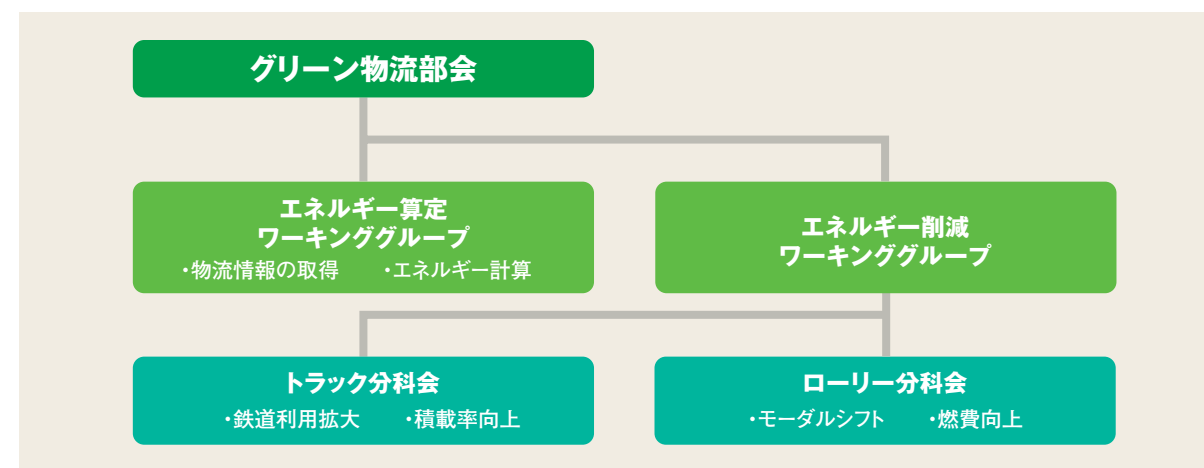 グリーン物流部会
エネルギー算定
ワーキンググループ
・物流情報の取得 ・エネルギー計算
エネルギー削減
ワーキンググループ
トラック分科会
・鉄道利用拡大 ・積載率向上
ローリー分科会
・モーダルシフト ・燃費向上